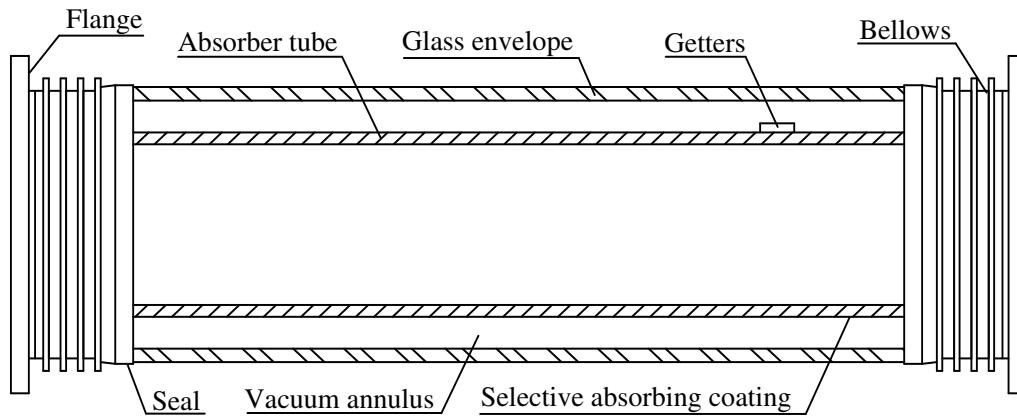 Flange
Absorber tube
Glass envelope
Getters
Bellows
Seal
Vacuum annulus
Selective absorbing coating